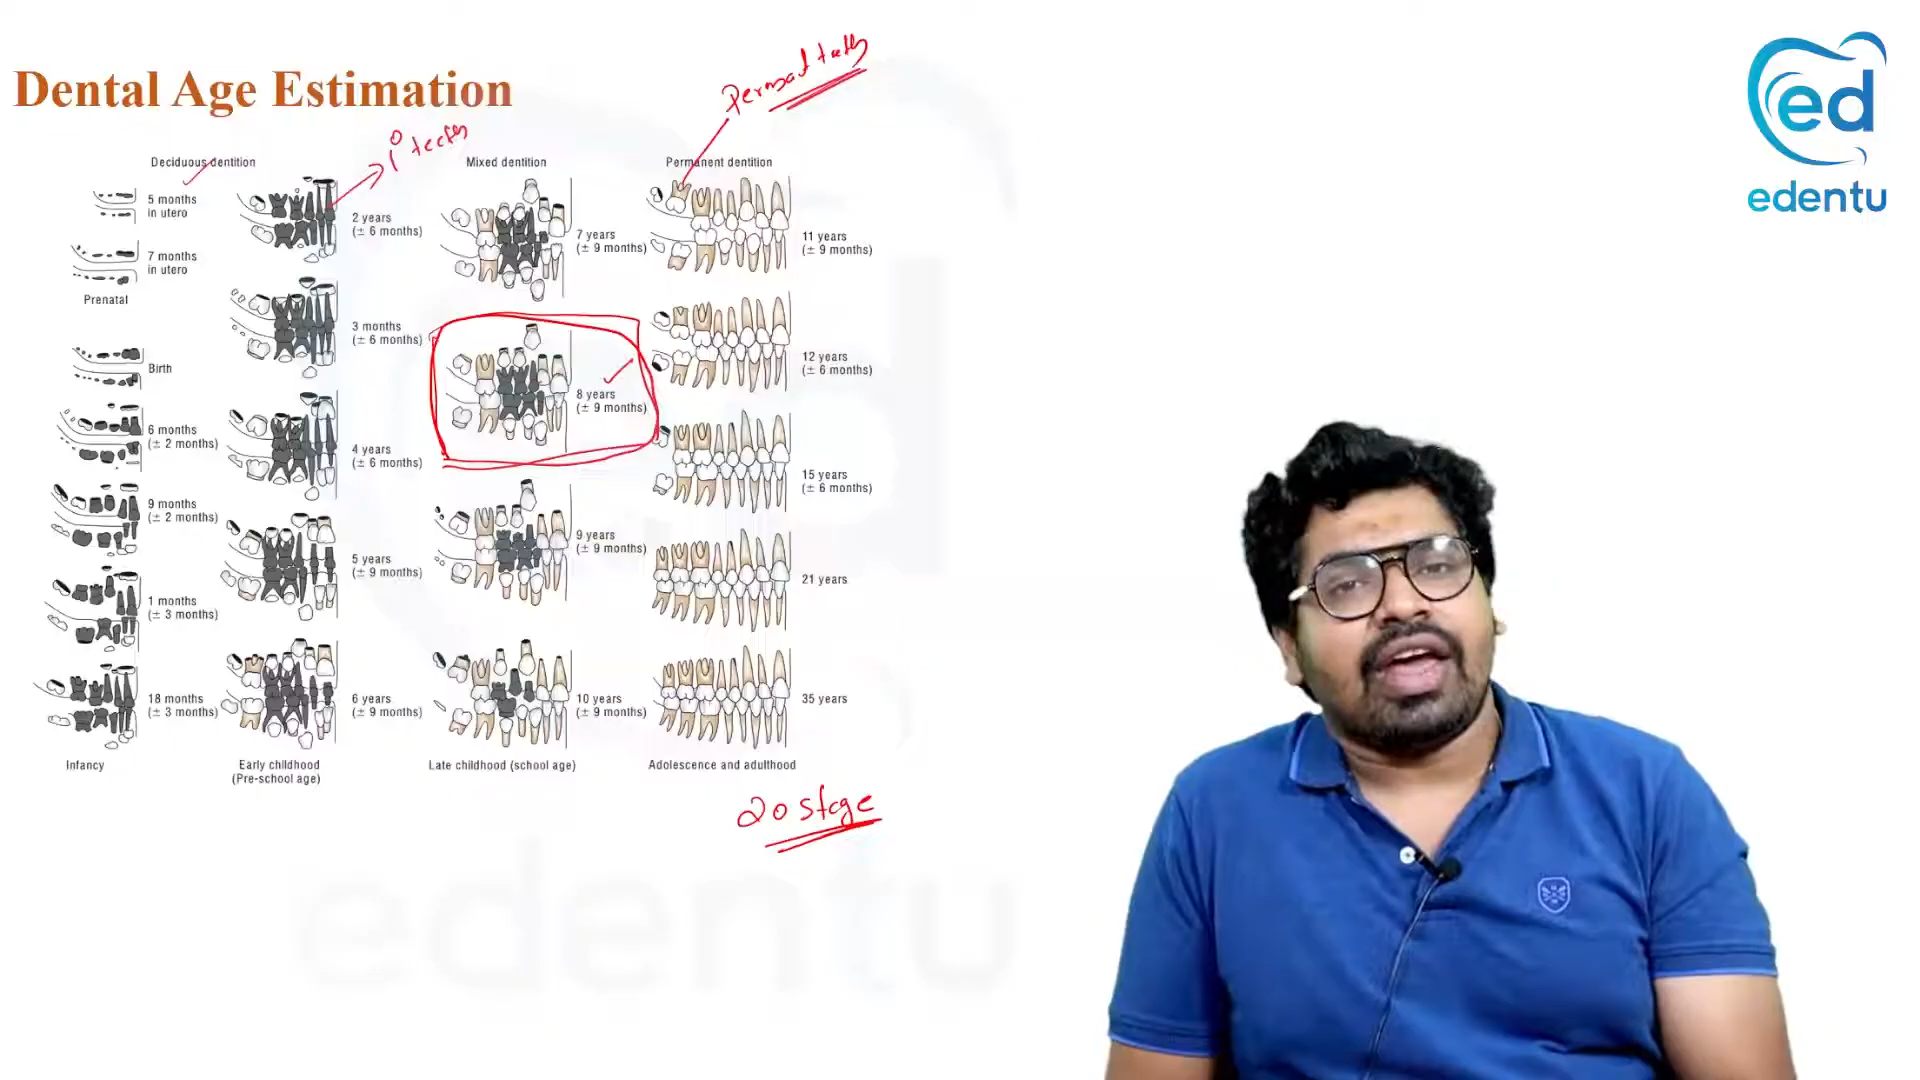 Dental Age Estimation
Permanent teeth
1° teeth
Deciduous dentition
5 months
in utero
7 months
in utero
Prenatal
Birth
6 months
(± 2 months)
9 months
(± 2 months)
1 months
(± 3 months)
18 months
(± 3 months)
Infancy
2 years
(± 6 months)
3 months
(± 6 months)
4 years
(± 6 months)
5 years
(± 9 months)
6 years
(± 9 months)
Early childhood
(Pre-school age)
Mixed dentition
7 years
(± 9 months)
8 years
(± 9 months)
9 years
(± 9 months)
10 years
(± 9 months)
Late childhood (school age)
Permanent dentition
11 years
(± 9 months)
12 years
(± 6 months)
15 years
(± 6 months)
21 years
35 years
Adolescence and adulthood
20 stage
ed
edentu
edentu